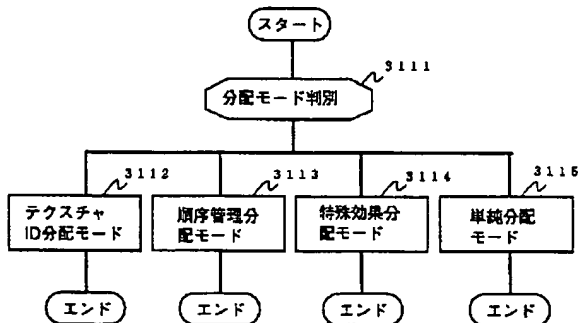 スタート
3111
分配モード判別
3112
3113
3114
3115
テクスチャ
ID分配モード
順序管理分
配モード
特殊効果分
配モード
単純分配
モード
エンド
エンド
エンド
エンド